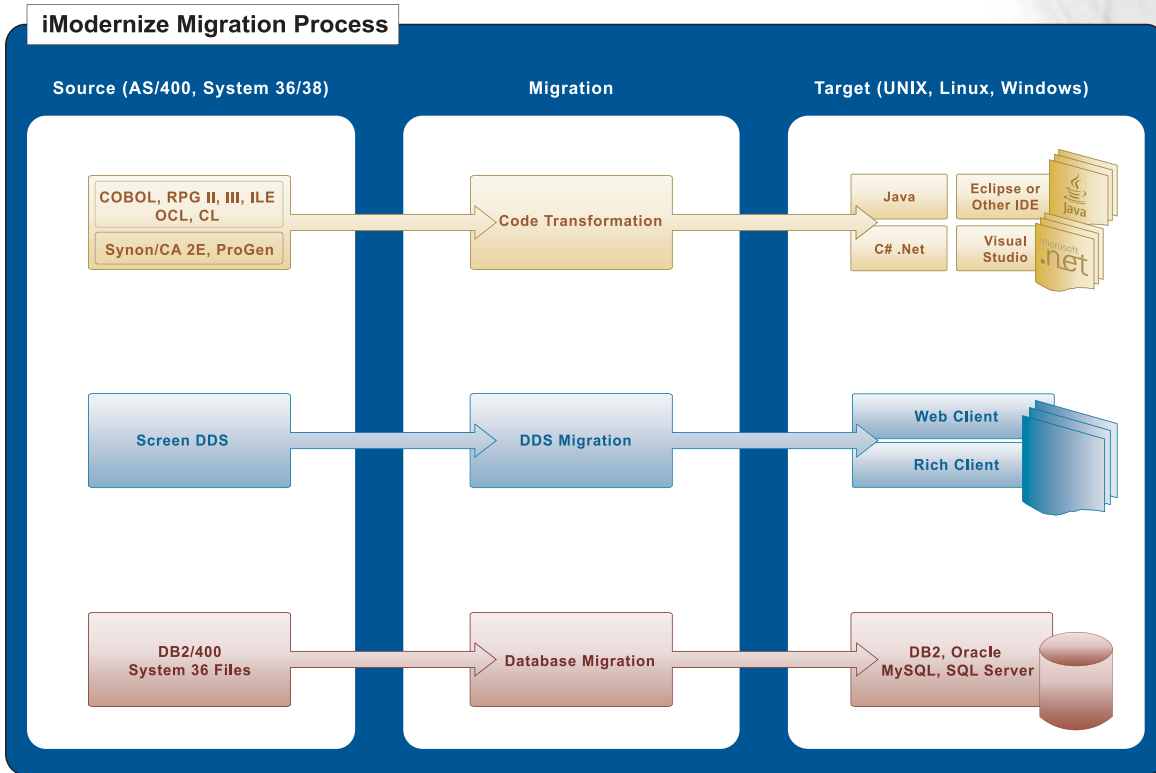 iModernize Migration Process
Source (AS/400, System 36/38)
Migration
Target (UNIX, Linux, Windows)
COBOL, RPG II, III, ILE
OCL, CL
Synon/CA 2E, ProGen
Code Transformation
Java
Eclipse or
Other IDE
Java
C# .Net
Visual
Studio
Microsoft
.net
Screen DDS
DDS Migration
Web Client
Rich Client
DB2/400
System 36 Files
Database Migration
DB2, Oracle
MySQL, SQL Server